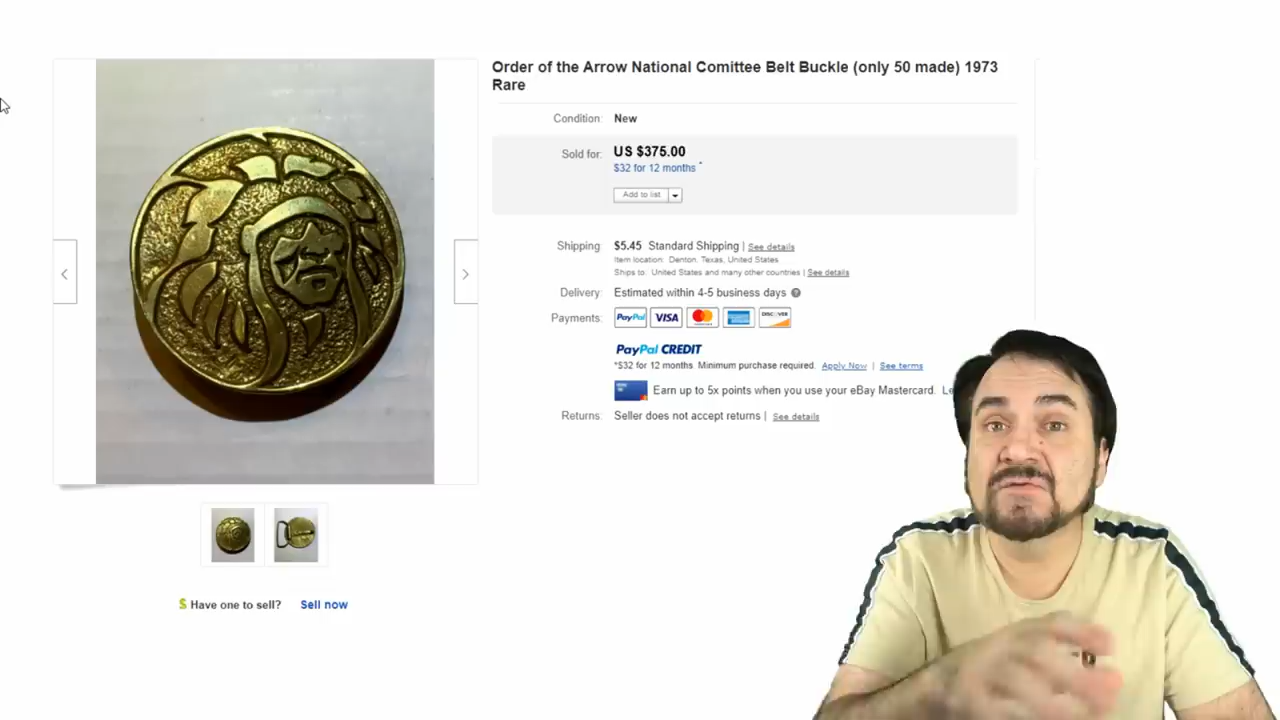 Order of the Arrow National Comittee Belt Buckle (only 50 made) 1973
Rare
Condition: New
Sold for: US $375.00
$32 for 12 months *
Add to list
Shipping: $5.45 Standard Shipping | See details
Item location: Denton, Texas, United States
Ships to: United States and many other countries | See details
Delivery: Estimated within 4-5 business days
Payments: PayPal VISA MasterCard DISCOVER
PayPal CREDIT
*$32 for 12 months. Minimum purchase required. Apply Now | See terms
Earn up to 5x points when you use your eBay Mastercard. Le
Returns: Seller does not accept returns | See details
$ Have one to sell? Sell now